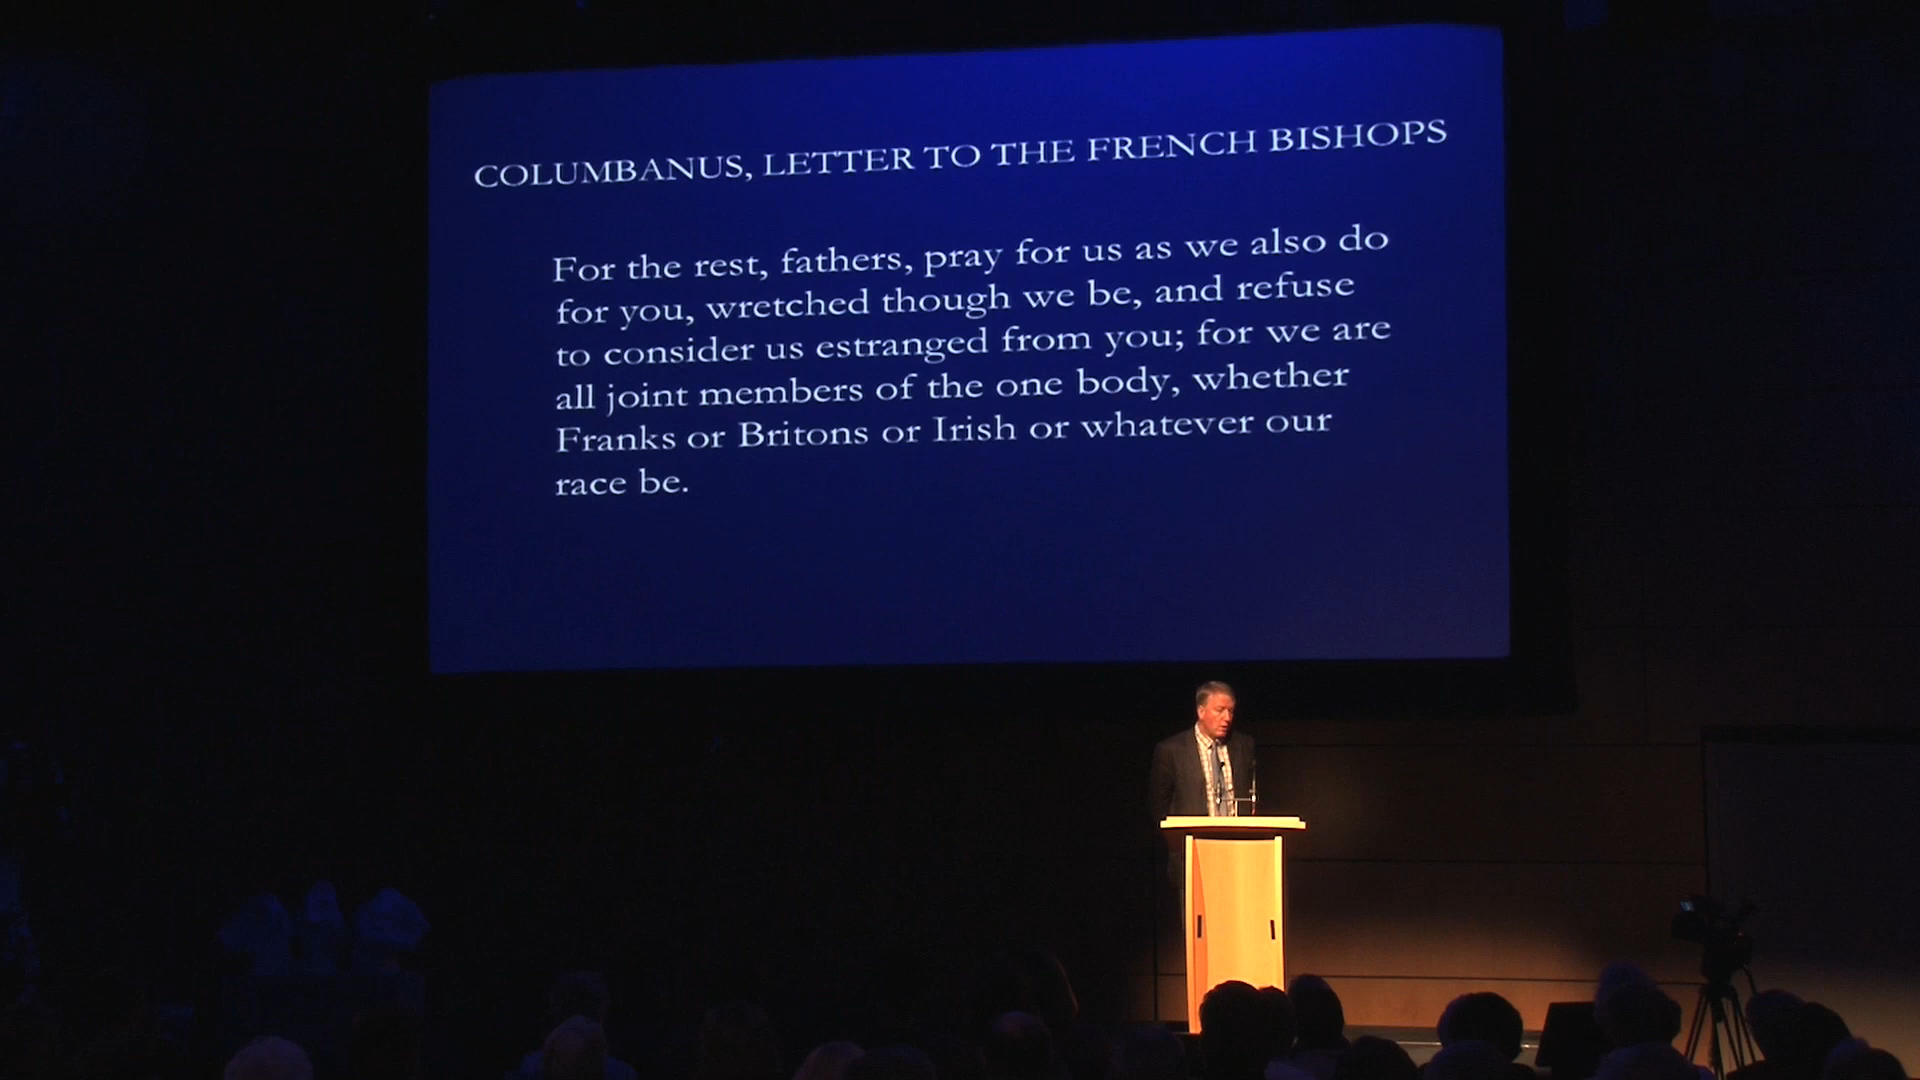 COLUMBANUS, LETTER TO THE FRENCH BISHOPS
For the rest, fathers, pray for us as we also do
for you, wretched though we be, and refuse
to consider us estranged from you; for we are
all joint members of the one body, whether
Franks or Britons or Irish or whatever our
race be.